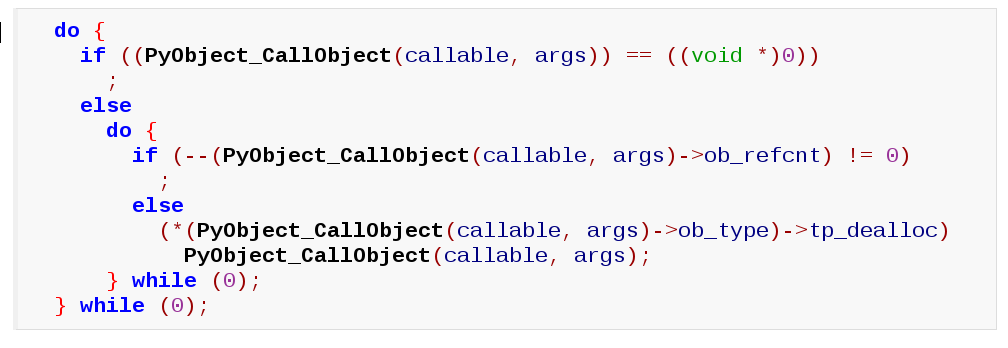 do {
  if ((PyObject_CallObject(callable, args)) == ((void *)0))
    ;
  else
    do {
      if (--(PyObject_CallObject(callable, args)->ob_refcnt) != 0)
        ;
      else
        (*(PyObject_CallObject(callable, args)->ob_type)->tp_dealloc)
          PyObject_CallObject(callable, args);
    } while (0);
} while (0);